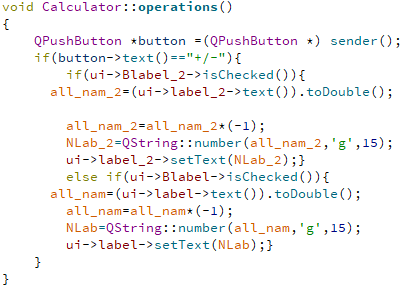 void Calculator::operations()
{
QPushButton *button =(QPushButton *) sender();
if(button->text()=="+/-"){
if(ui->Blabel_2->isChecked()){
all_nam_2=(ui->label_2->text()).toDouble();
all_nam_2=all_nam_2*(-1);
NLab_2=QString::number(all_nam_2,'g',15);
ui->label_2->setText(NLab_2);}
else if(ui->Blabel->isChecked()){
all_nam=(ui->label->text()).toDouble();
all_nam=all_nam*(-1);
NLab=QString::number(all_nam,'g',15);
ui->label->setText(NLab);}
}
}